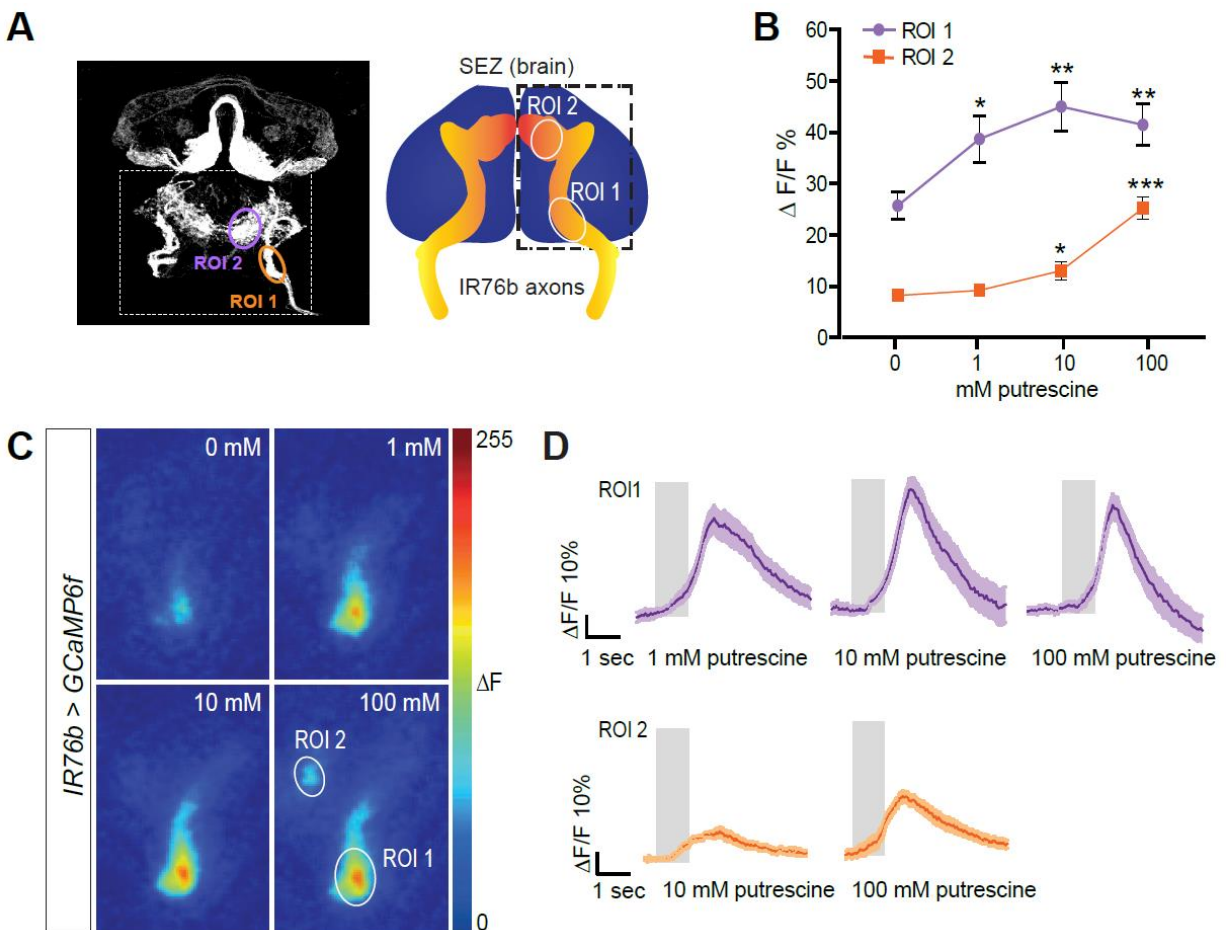 A
ROI 2
ROI 1
SEZ (brain)
ROI 2
ROI 1
IR76b axons
B
ROI 1
ROI 2
60
50
40
30
20
10
0
Δ F/F %
*
**
**
*
***
0 1 10 100
mM putrescine
C
IR76b > GCaMP6f
0 mM
1 mM
10 mM
100 mM
ROI 2
ROI 1
255
ΔF
0
D
ROI1
ΔF/F 10%
1 sec
1 mM putrescine
10 mM putrescine
100 mM putrescine
ROI 2
ΔF/F 10%
1 sec
10 mM putrescine
100 mM putrescine